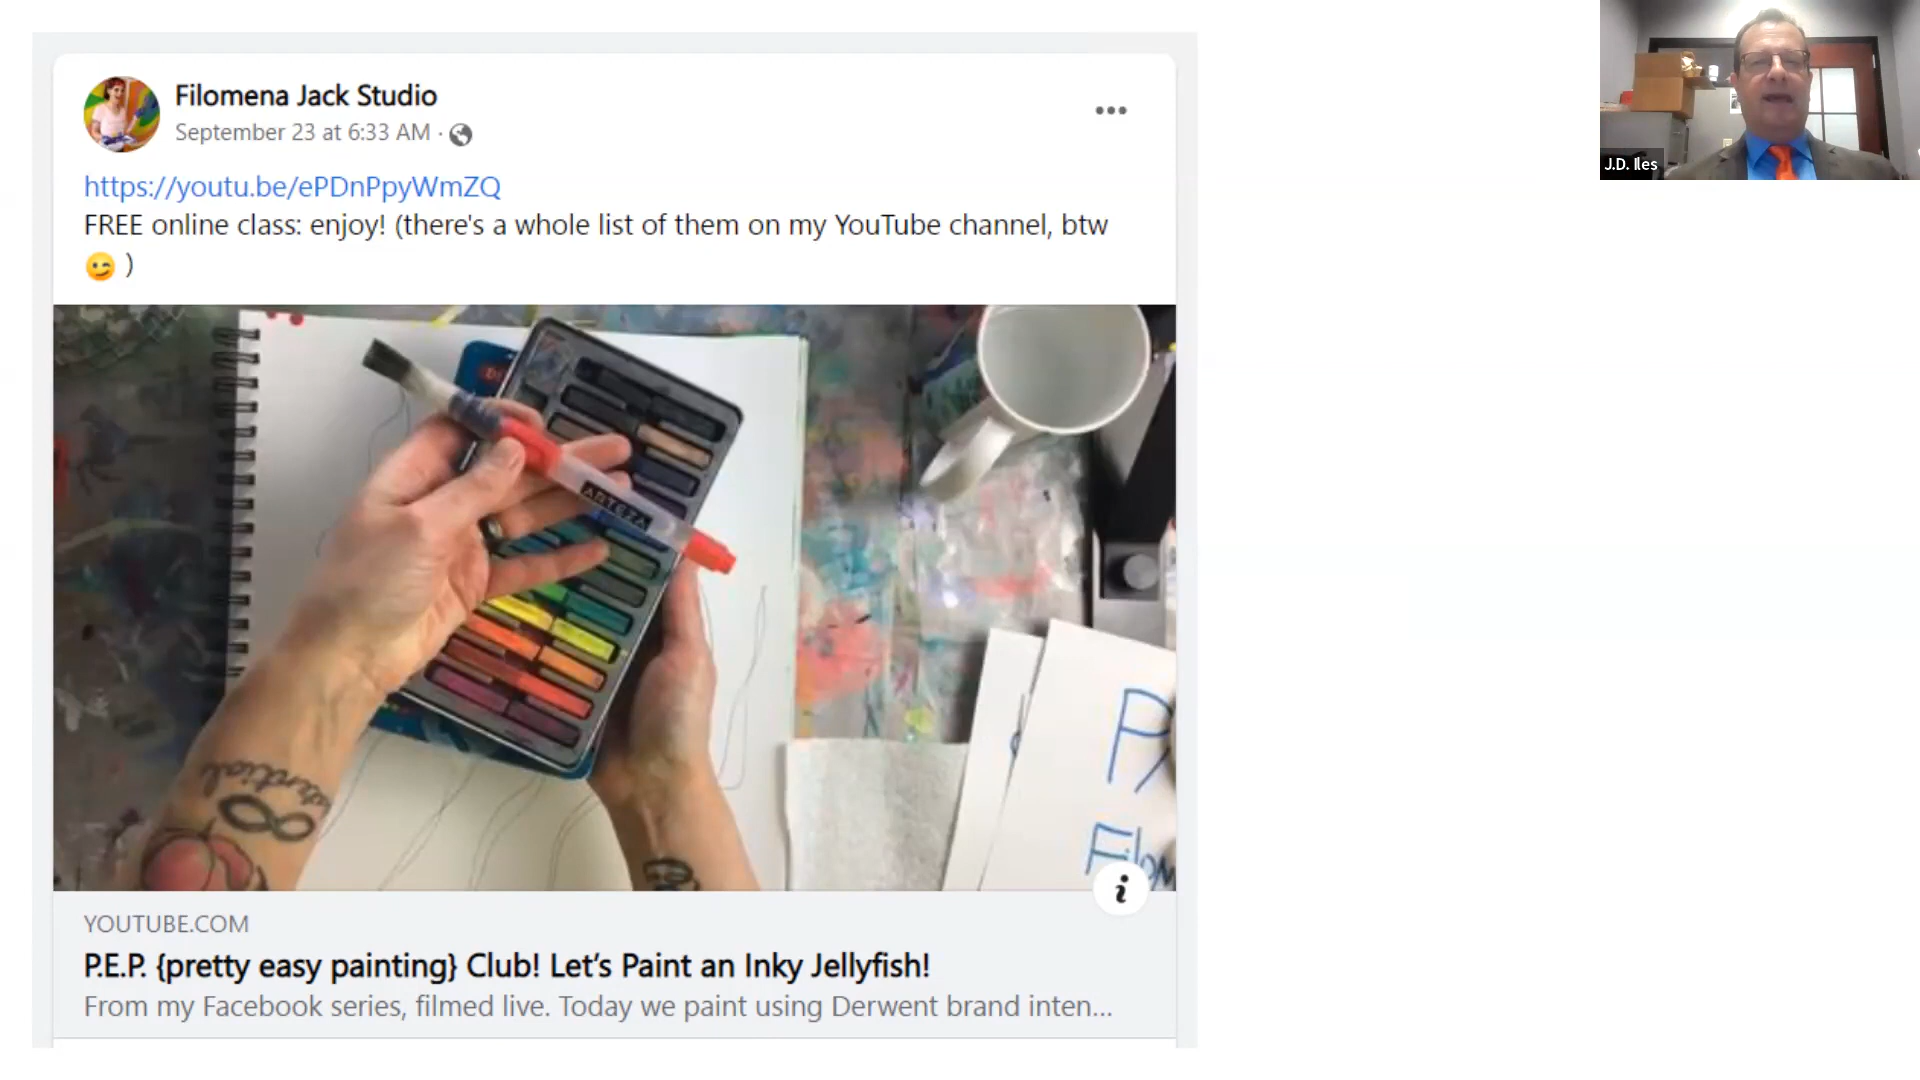 Filomena Jack Studio
September 23 at 6:33 AM ·
https://youtu.be/ePDnPpyWmZQ
FREE online class: enjoy! (there's a whole list of them on my YouTube channel, btw
😉 )
ARTEZA
P
Filom
YOUTUBE.COM
P.E.P. {pretty easy painting} Club! Let's Paint an Inky Jellyfish!
From my Facebook series, filmed live. Today we paint using Derwent brand inten...
J.D. Iles